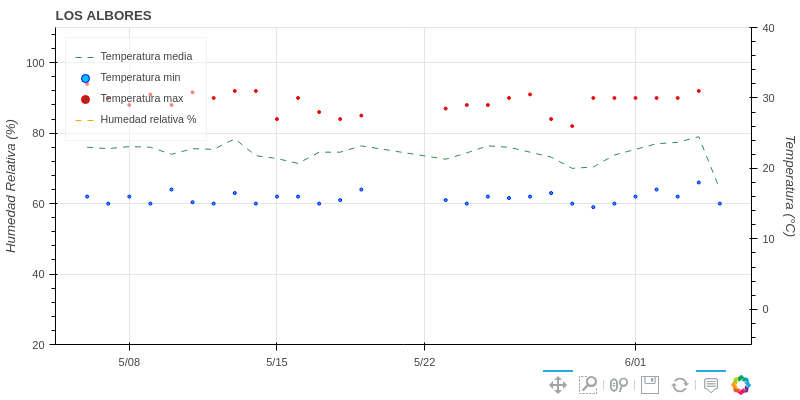 LOS ALBORES
Temperatura media
Temperatura min
Temperatura max
Humedad relativa %
Humedad Relativa (%)
100
80
60
40
20
40
30
20
10
0
Temperatura (°C)
5/08
5/15
5/22
6/01